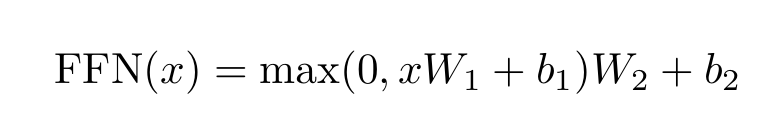 FFN(x) = max(0, xW₁ + b₁)W₂ + b₂